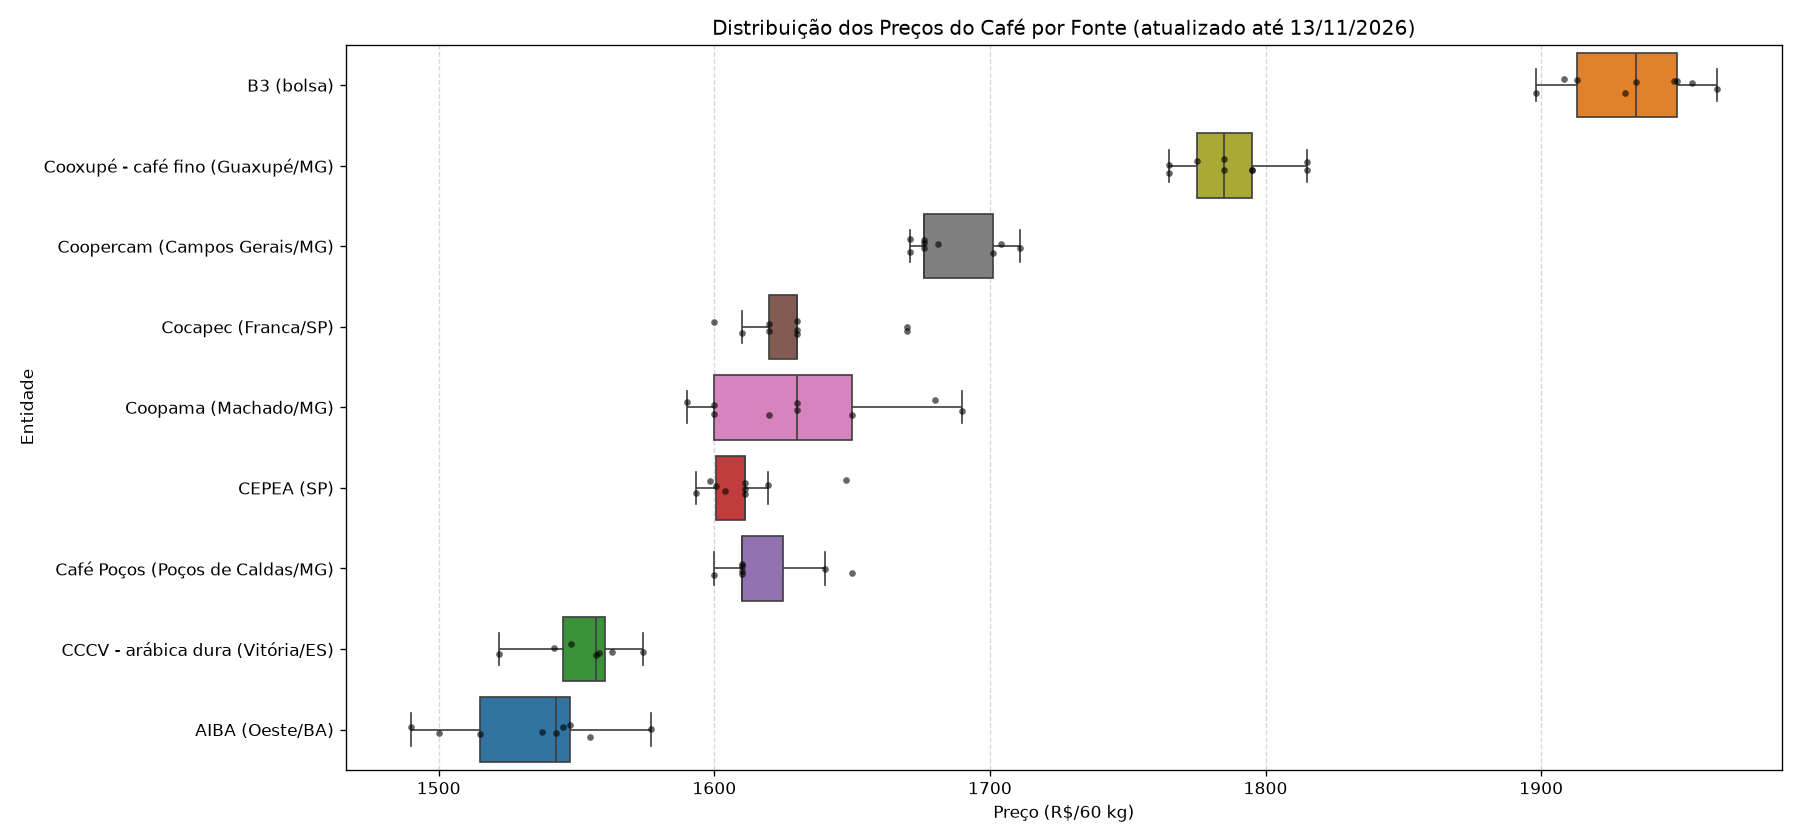 Distribuição dos Preços do Café por Fonte (atualizado até 13/11/2026)
Entidade
B3 (bolsa)
Cooxupé - café fino (Guaxupé/MG)
Coopercam (Campos Gerais/MG)
Cocapec (Franca/SP)
Coopama (Machado/MG)
CEPEA (SP)
Café Poços (Poços de Caldas/MG)
CCCV - arábica dura (Vitória/ES)
AIBA (Oeste/BA)
1500 1600 1700 1800 1900
Preço (R$/60 kg)